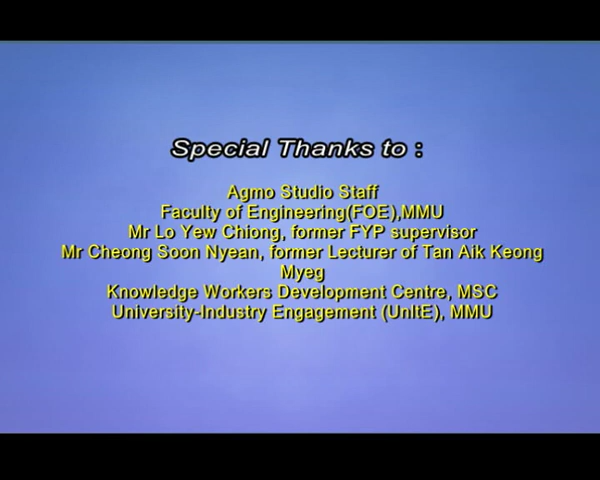 Special Thanks to :
Agmo Studio Staff
Faculty of Engineering(FOE),MMU
Mr Lo Yew Chiong, former FYP supervisor
Mr Cheong Soon Nyean, former Lecturer of Tan Aik Keong
Myeg
Knowledge Workers Development Centre, MSC
University-Industry Engagement (UnItE), MMU